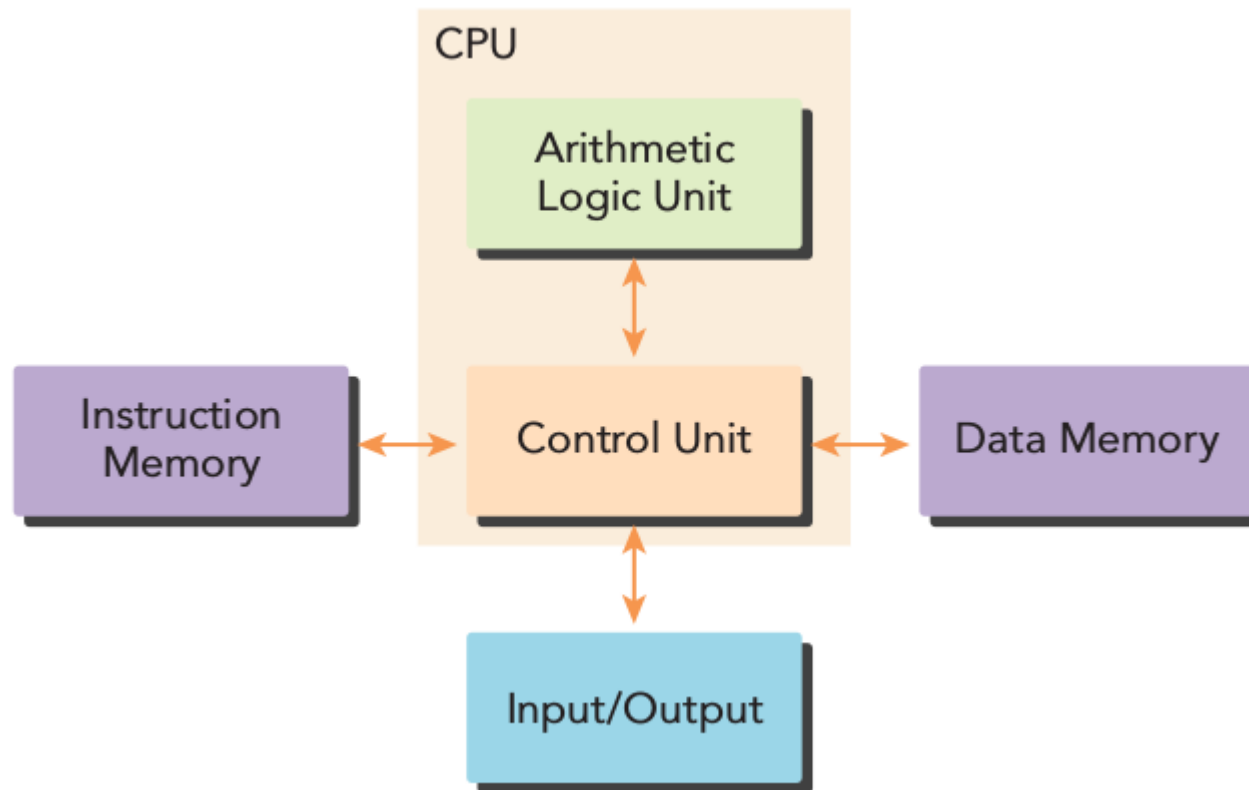 CPU
Arithmetic
Logic Unit
Instruction
Memory
Control Unit
Data Memory
Input/Output